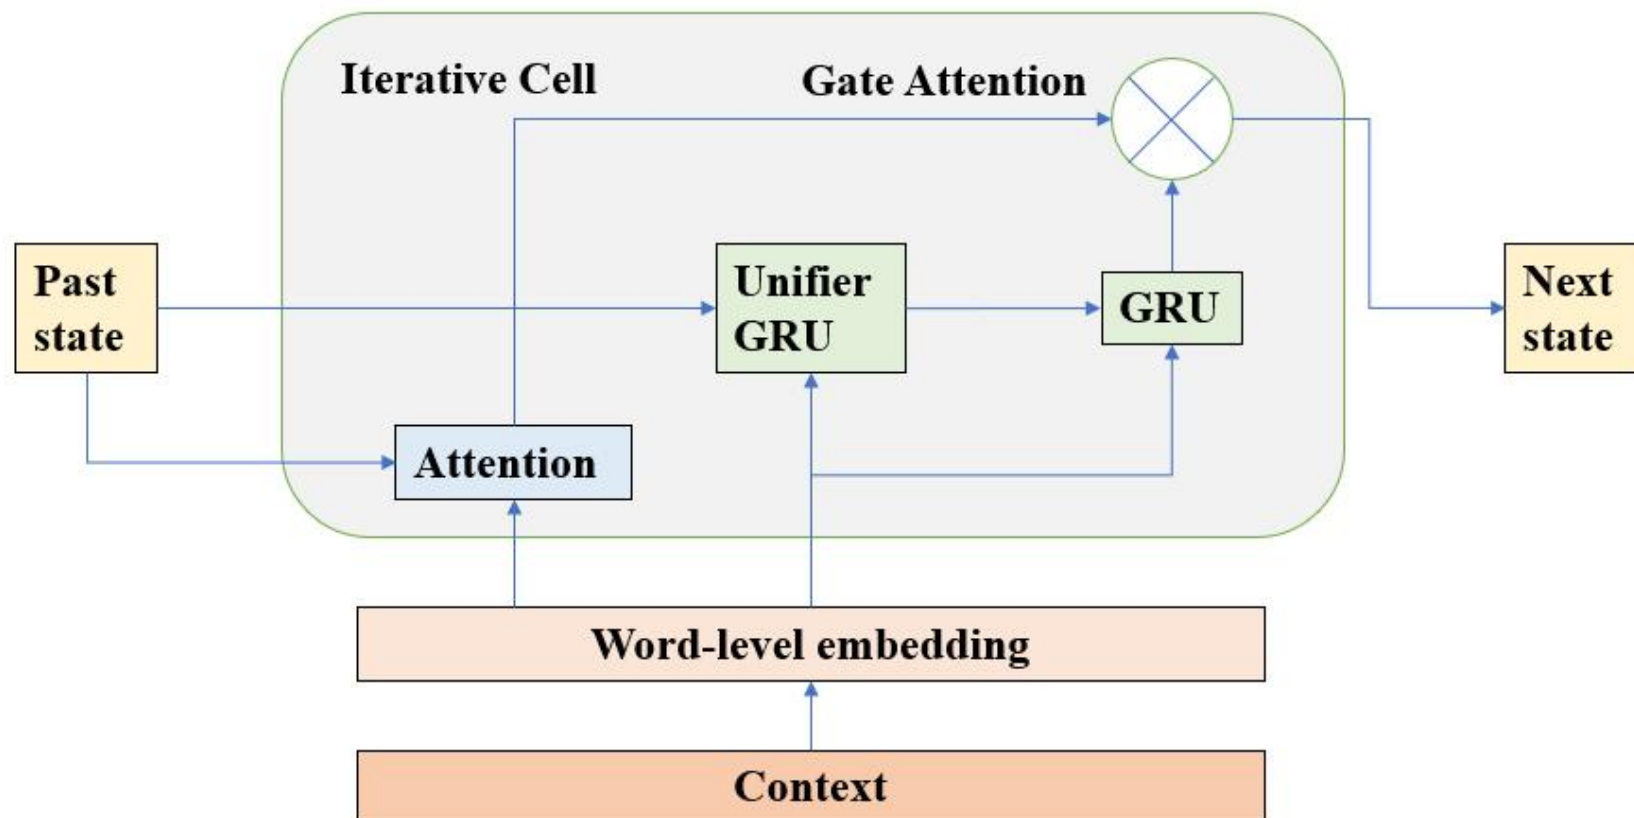 Iterative Cell
Gate Attention
Past
state
Unifier
GRU
GRU
Next
state
Attention
Word-level embedding
Context